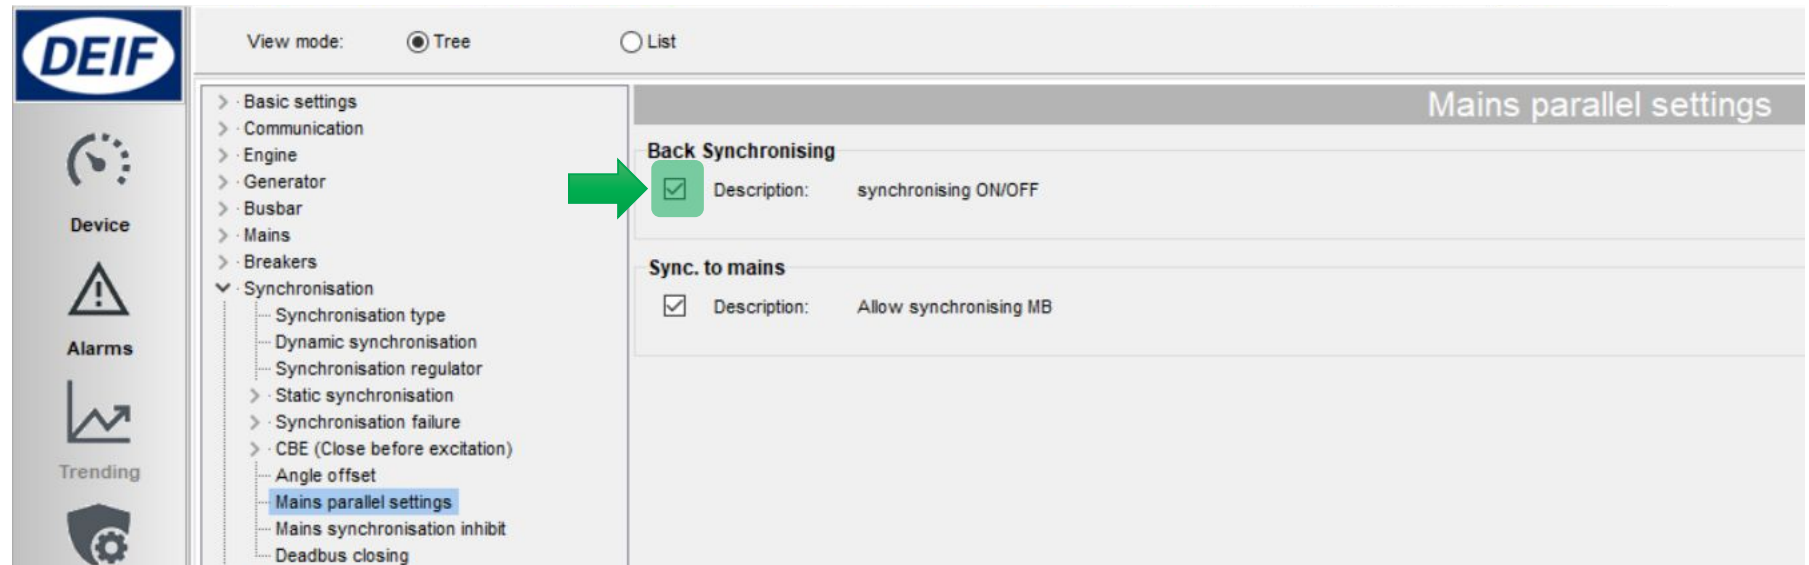 DEIF
View mode: Tree List
Basic settings
Communication
Engine
Generator
Busbar
Mains
Breakers
Synchronisation
Synchronisation type
Dynamic synchronisation
Synchronisation regulator
Static synchronisation
Synchronisation failure
CBE (Close before excitation)
Angle offset
Mains parallel settings
Mains synchronisation inhibit
Deadbus closing
Device
Alarms
Trending
Mains parallel settings
Back Synchronising
Description: synchronising ON/OFF
Sync. to mains
Description: Allow synchronising MB